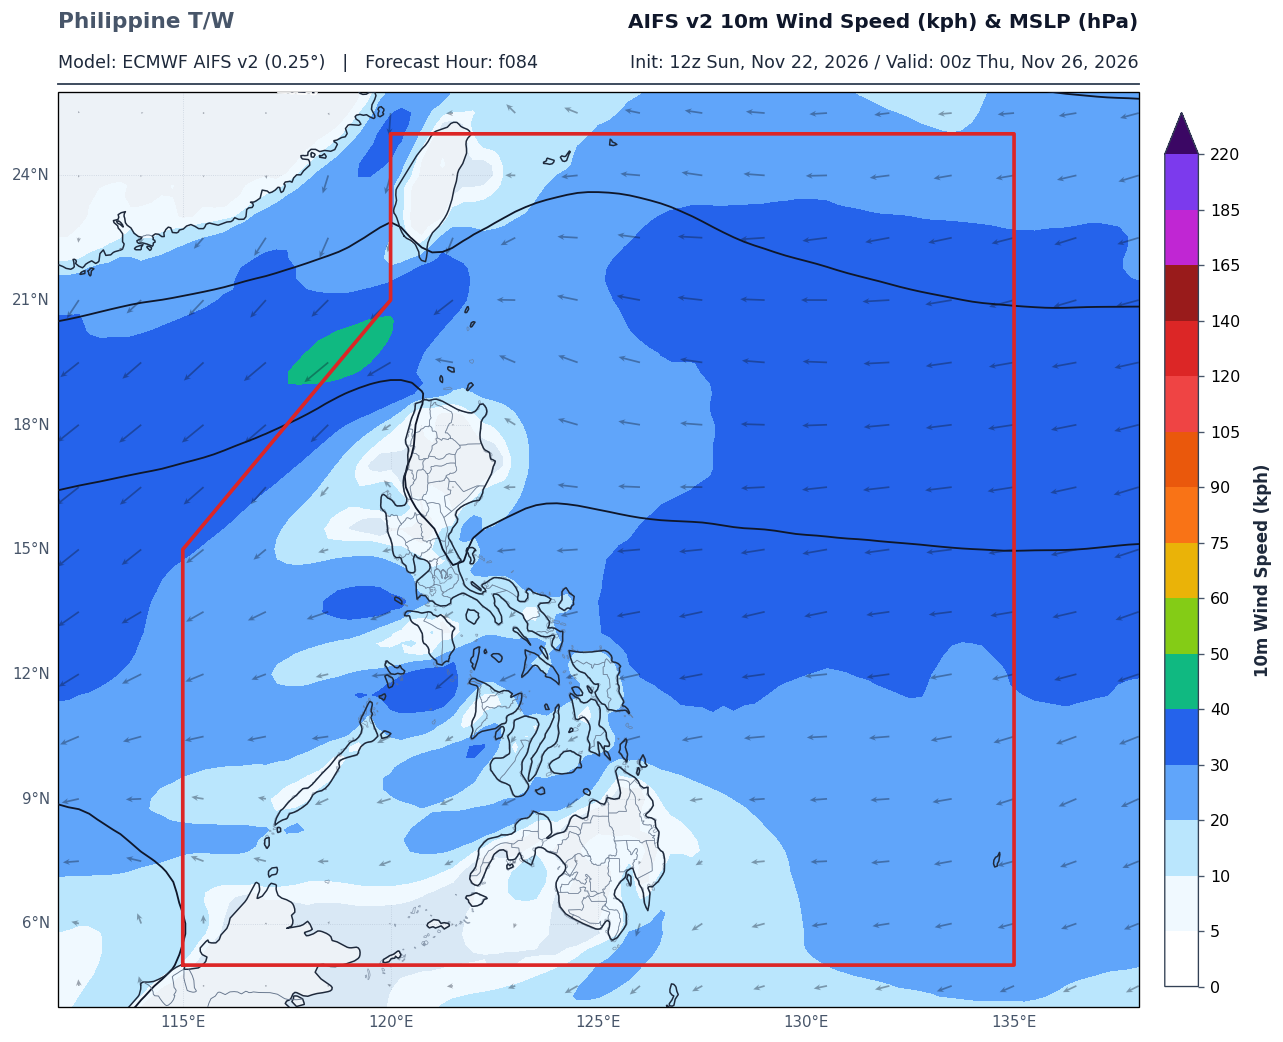 Philippine T/W
AIFS v2 10m Wind Speed (kph) & MSLP (hPa)
Model: ECMWF AIFS v2 (0.25°) | Forecast Hour: f084
Init: 12z Sun, Nov 22, 2026 / Valid: 00z Thu, Nov 26, 2026
24°N
21°N
18°N
15°N
12°N
9°N
6°N
115°E
120°E
125°E
130°E
135°E
220
185
165
140
120
105
90
75
60
50
40
30
20
10
5
0
10m Wind Speed (kph)